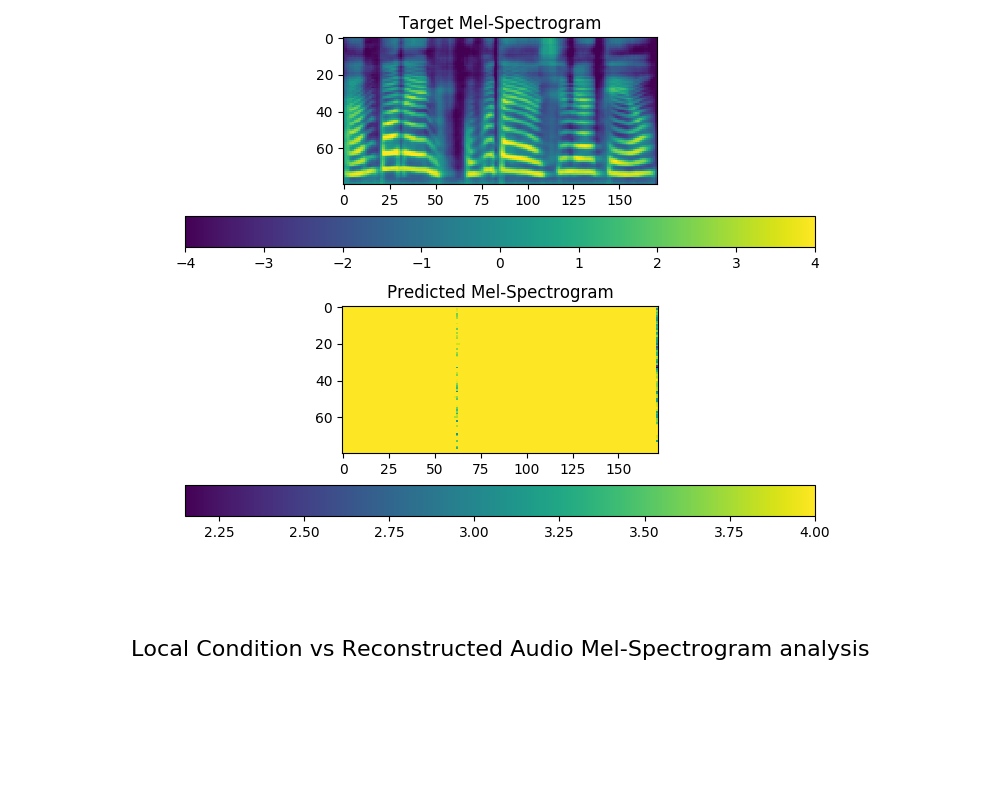 Target Mel-Spectrogram
0
20
40
60
0 25 50 75 100 125 150
−4 −3 −2 −1 0 1 2 3 4
Predicted Mel-Spectrogram
0
20
40
60
0 25 50 75 100 125 150
2.25 2.50 2.75 3.00 3.25 3.50 3.75 4.00
Local Condition vs Reconstructed Audio Mel-Spectrogram analysis